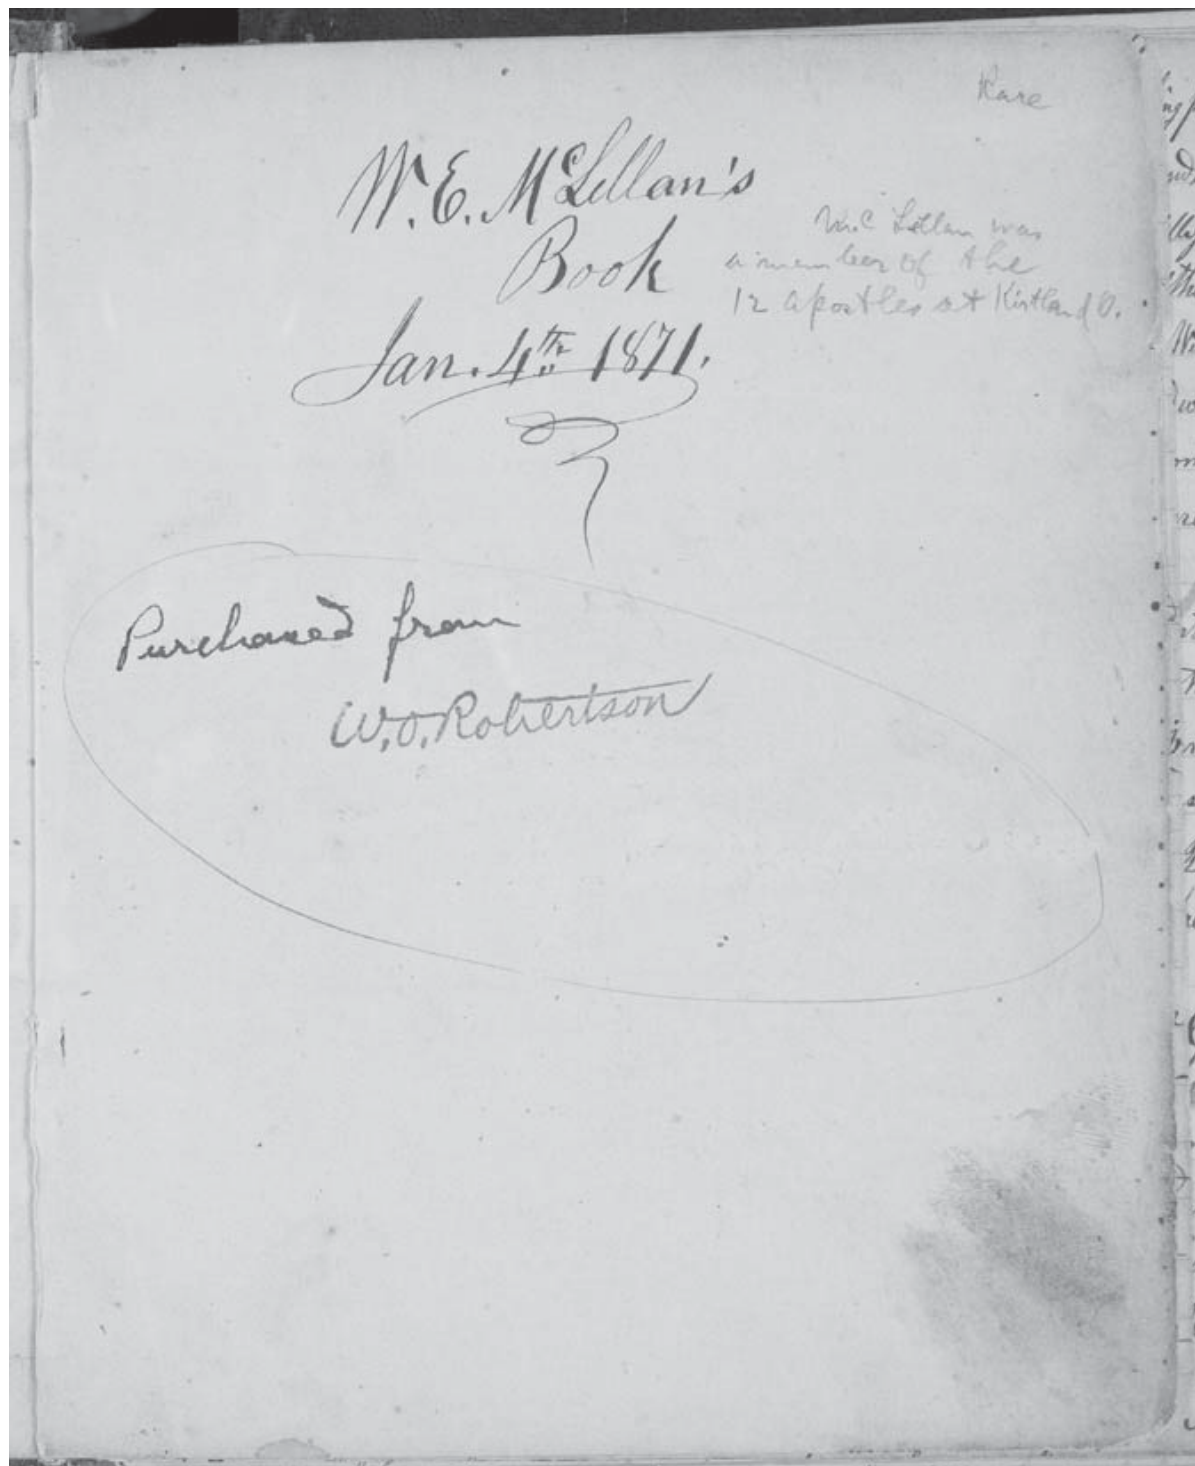 Rare
W. E. McLellan's
Book
Jan. 4th 1871.
McLellan was
a member of the
12 apostles at Kirtland O.
Purchased from
W.O. Robertson